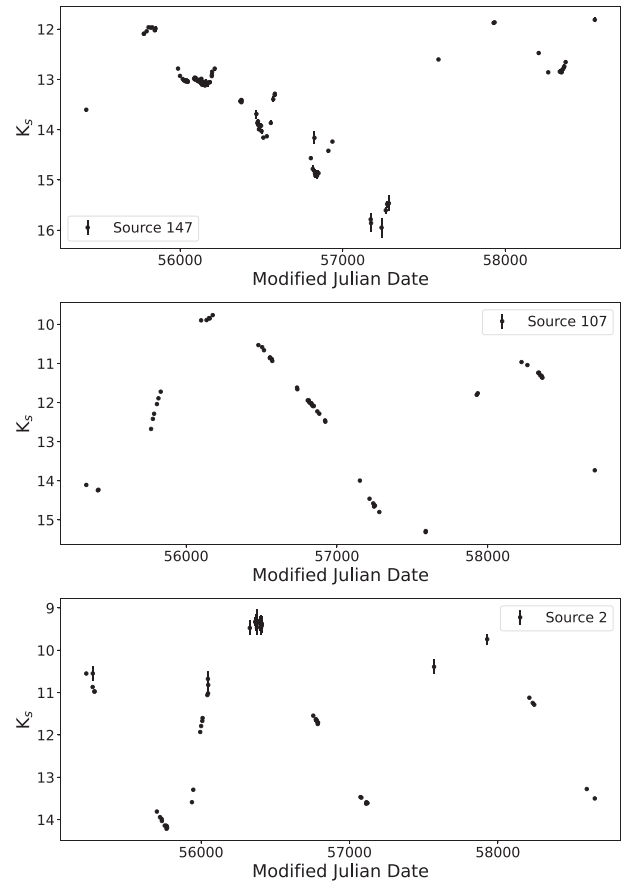 12
13
14
15
16
K_s
Source 147
56000 57000 58000
Modified Julian Date
10
11
12
13
14
15
K_s
Source 107
56000 57000 58000
Modified Julian Date
9
10
11
12
13
14
K_s
Source 2
56000 57000 58000
Modified Julian Date